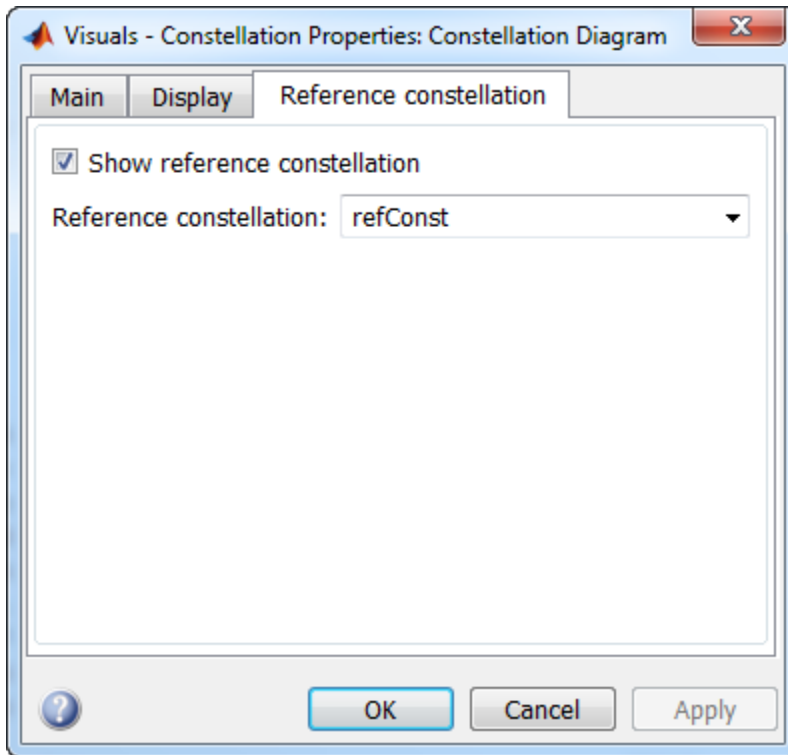 Visuals - Constellation Properties: Constellation Diagram
Main Display Reference constellation
Show reference constellation
Reference constellation: refConst
OK Cancel Apply